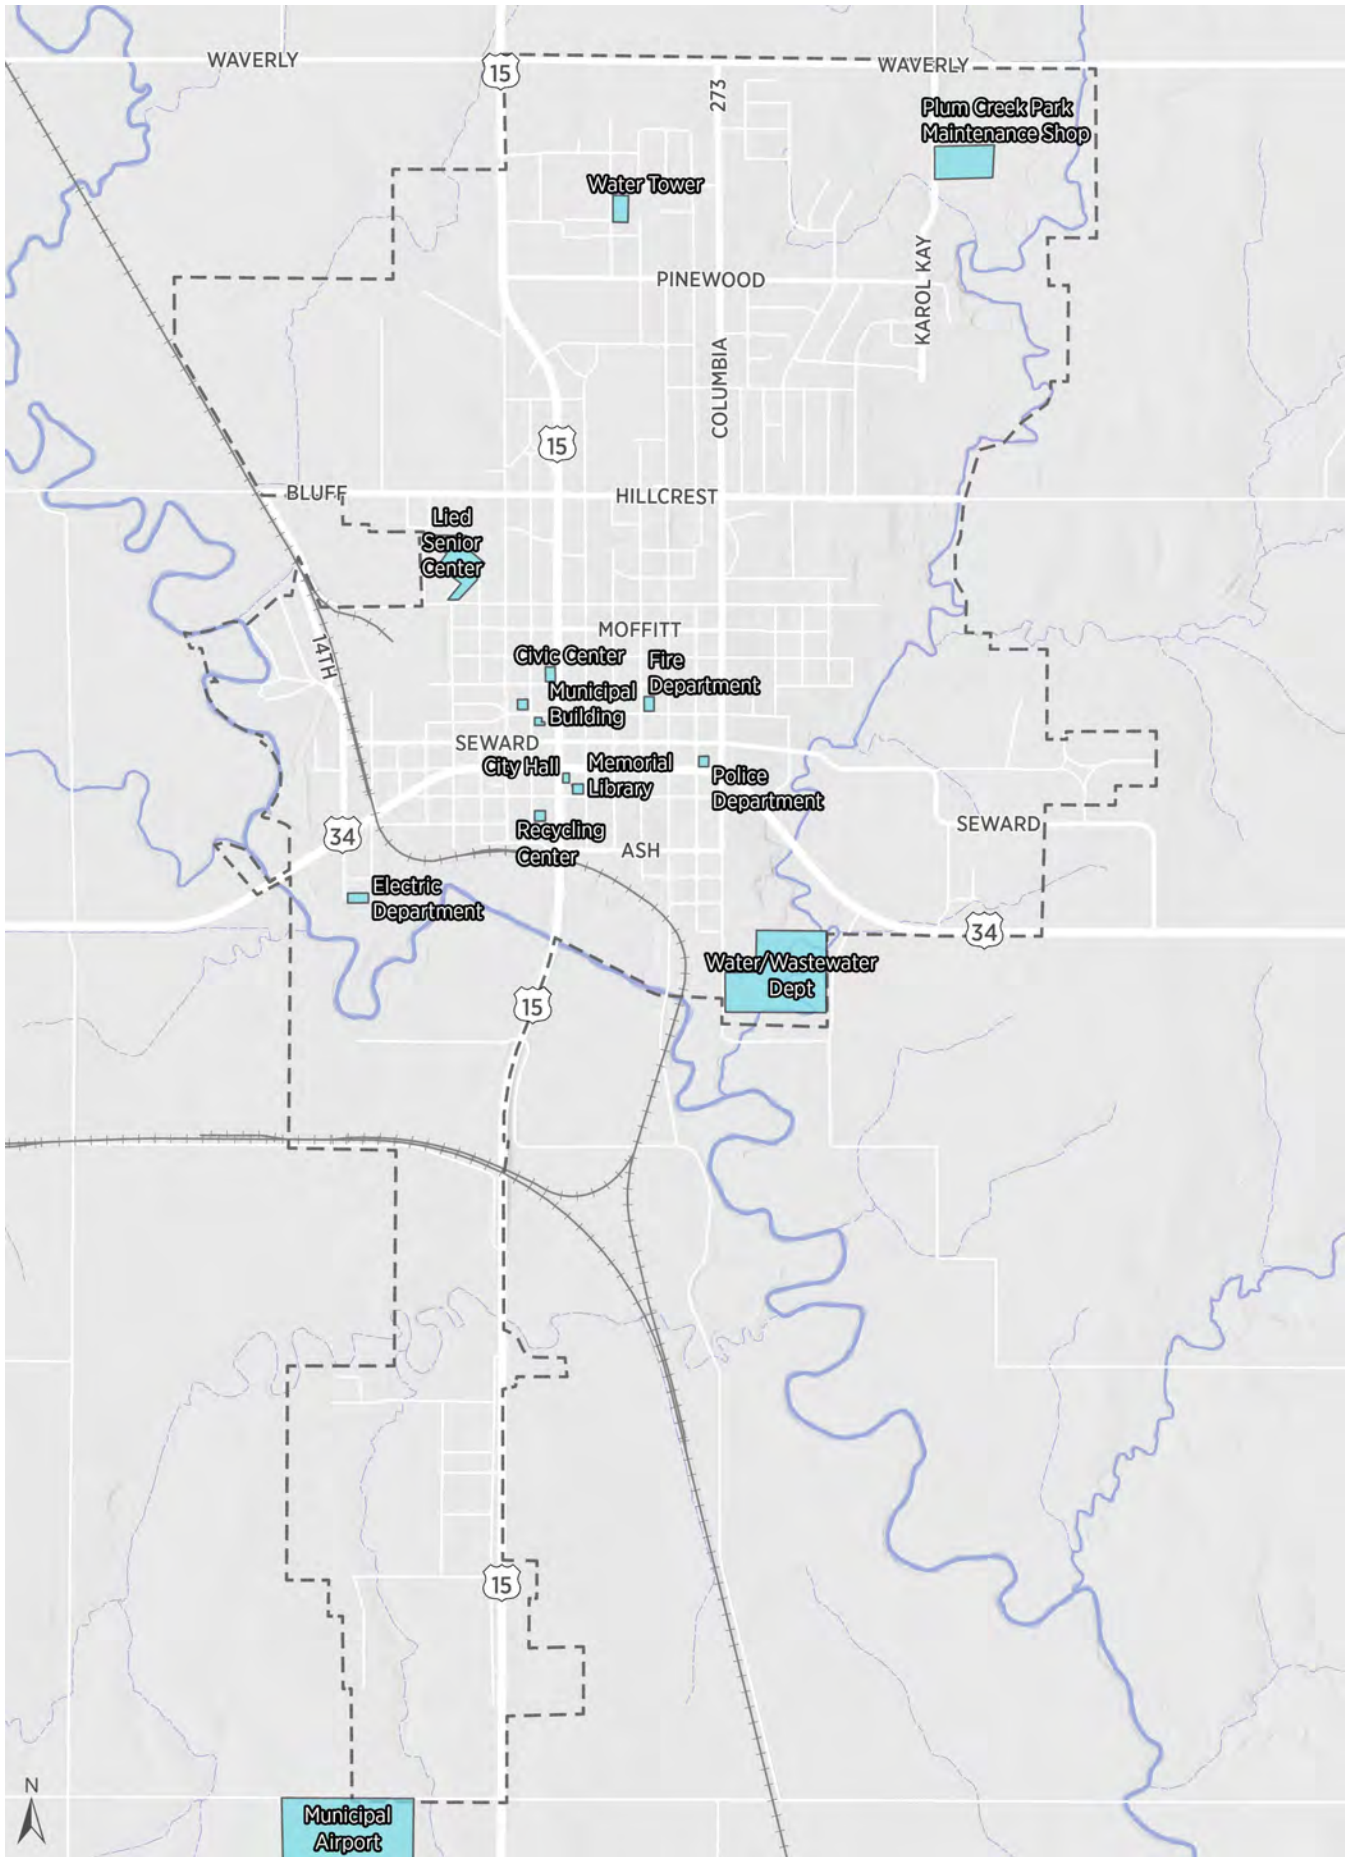 WAVERLY
15
WAVERLY
273
Plum Creek Park
Maintenance Shop
Water Tower
PINEWOOD
KAROL KAY
COLUMBIA
15
BLUFF
HILLCREST
Lied
Senior
Center
MOFFITT
14TH
Civic Center
Fire
Department
Municipal
Building
SEWARD
City Hall
Memorial
Library
Police
Department
SEWARD
34
Recycling
Center
ASH
Electric
Department
34
Water/Wastewater
Dept
15
15
N
Municipal
Airport